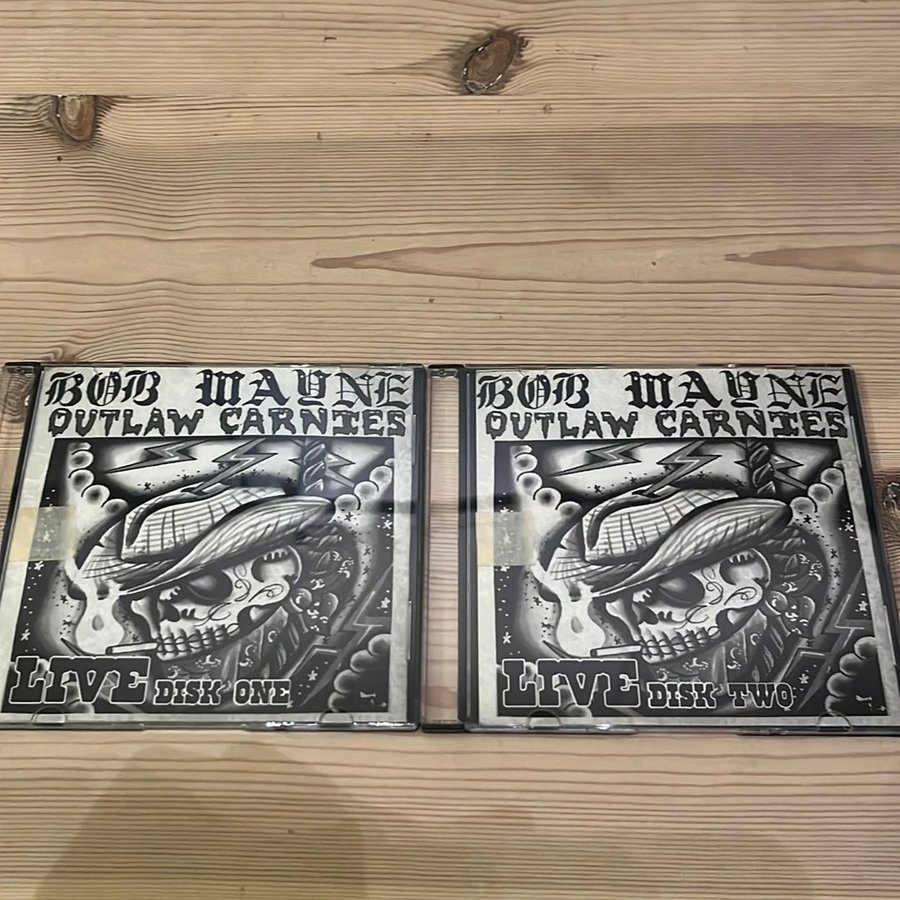 BOB WAYNE
OUTLAW CARNIES
LIVE DISK ONE
BOB WAYNE
OUTLAW CARNIES
LIVE DISK TWO